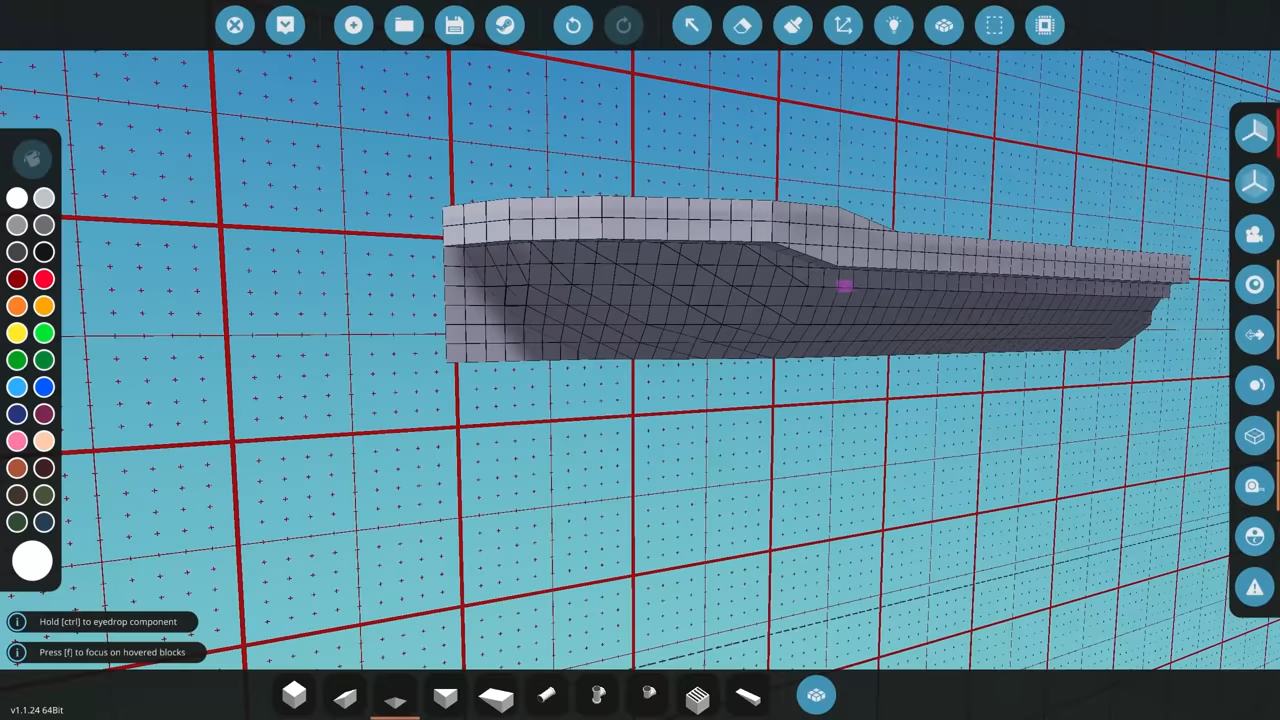 Hold [ctrl] to eyedrop component
Press [f] to focus on hovered blocks
v1.1.24 64Bit